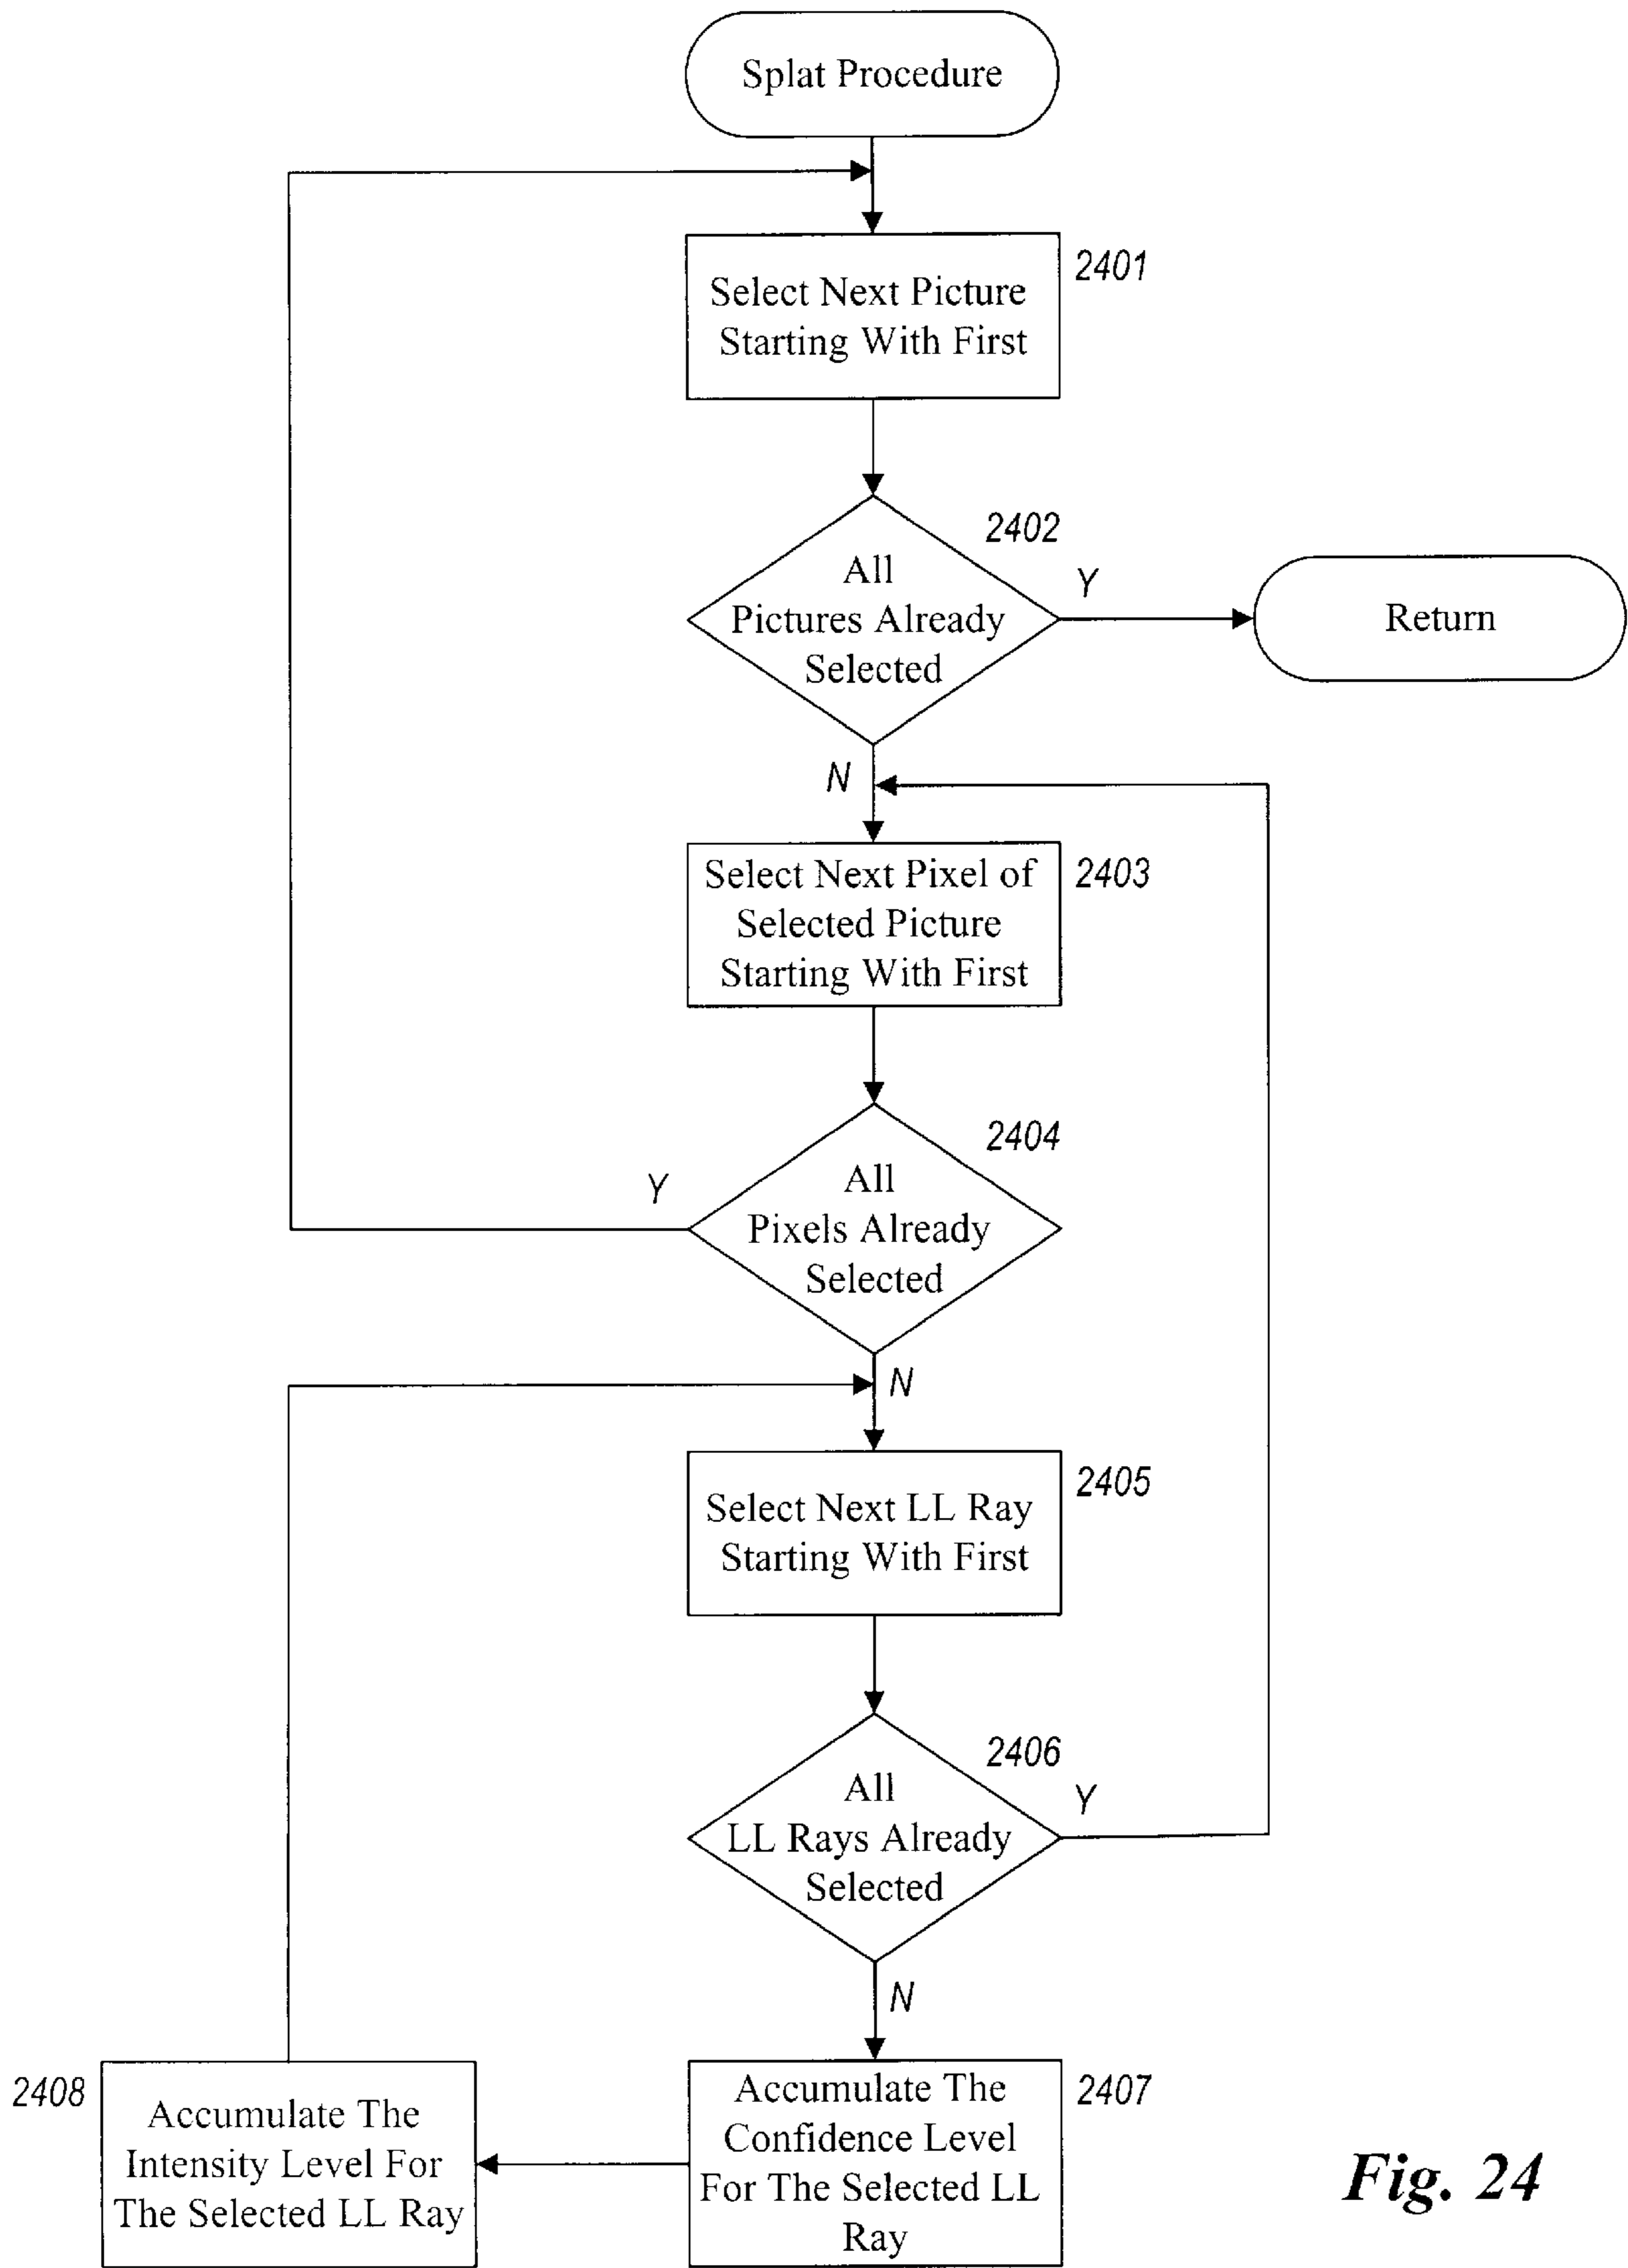 Splat Procedure
2401
Select Next Picture
Starting With First
2402
All
Pictures Already
Selected
Y
Return
N
2403
Select Next Pixel of
Selected Picture
Starting With First
2404
All
Pixels Already
Selected
Y
N
2405
Select Next LL Ray
Starting With First
2406
All
LL Rays Already
Selected
Y
N
2407
Accumulate The
Confidence Level
For The Selected LL
Ray
2408
Accumulate The
Intensity Level For
The Selected LL Ray
Fig. 24